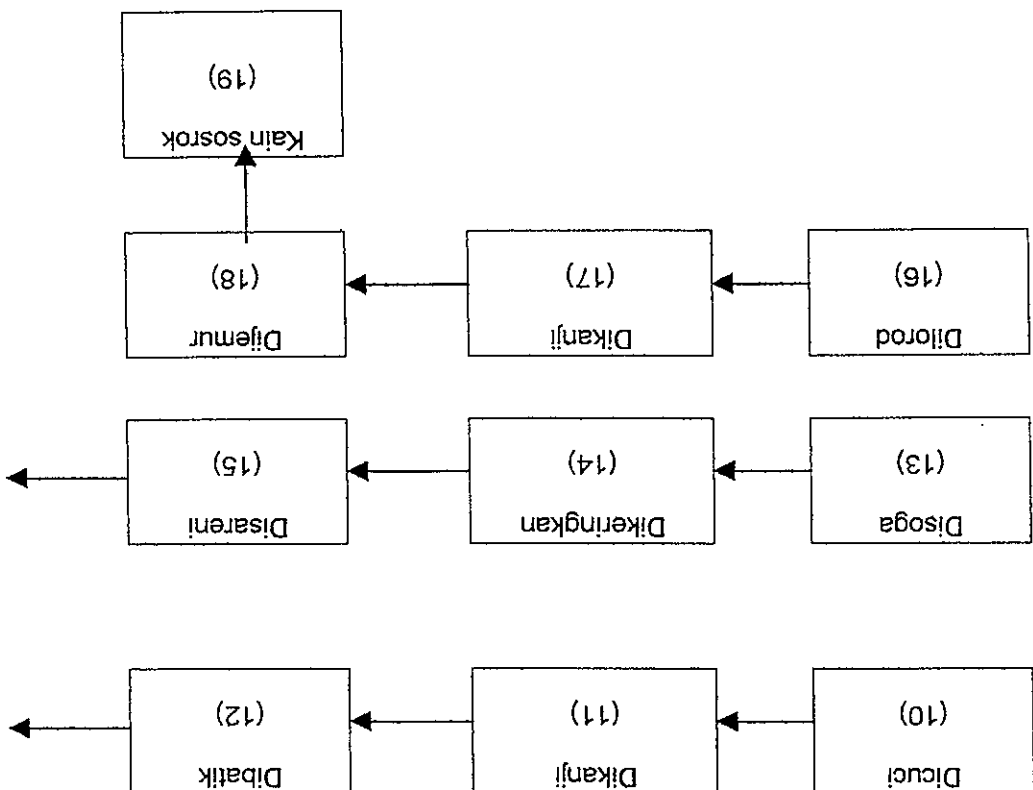 Dicuci
(10)
Dikanji
(11)
Dibatik
(12)
Disoga
(13)
Dikeringkan
(14)
Disareni
(15)
Dilorod
(16)
Dikanji
(17)
Dijemur
(18)
Kain sosrok
(19)